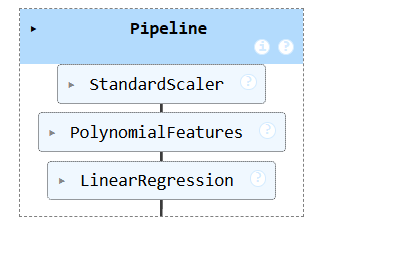 ▸ Pipeline
i ?
▸ StandardScaler ?
▸ PolynomialFeatures ?
▸ LinearRegression ?